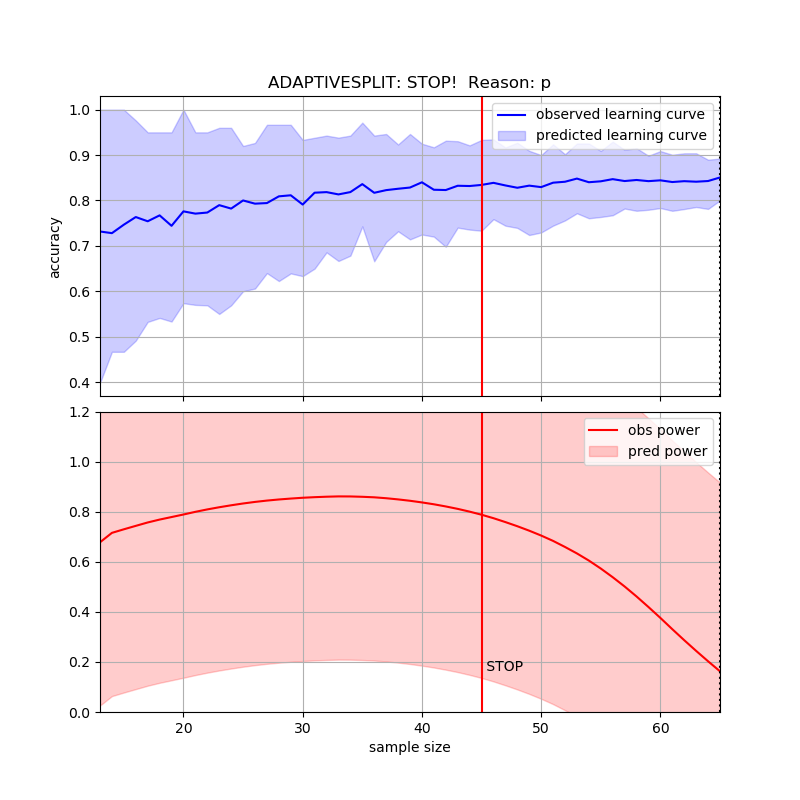 ADAPTIVESPLIT: STOP!  Reason: p
observed learning curve
predicted learning curve
1.0
0.9
0.8
0.7
0.6
0.5
0.4
accuracy
obs power
pred power
1.2
1.0
0.8
0.6
0.4
0.2
0.0
STOP
20 30 40 50 60
sample size